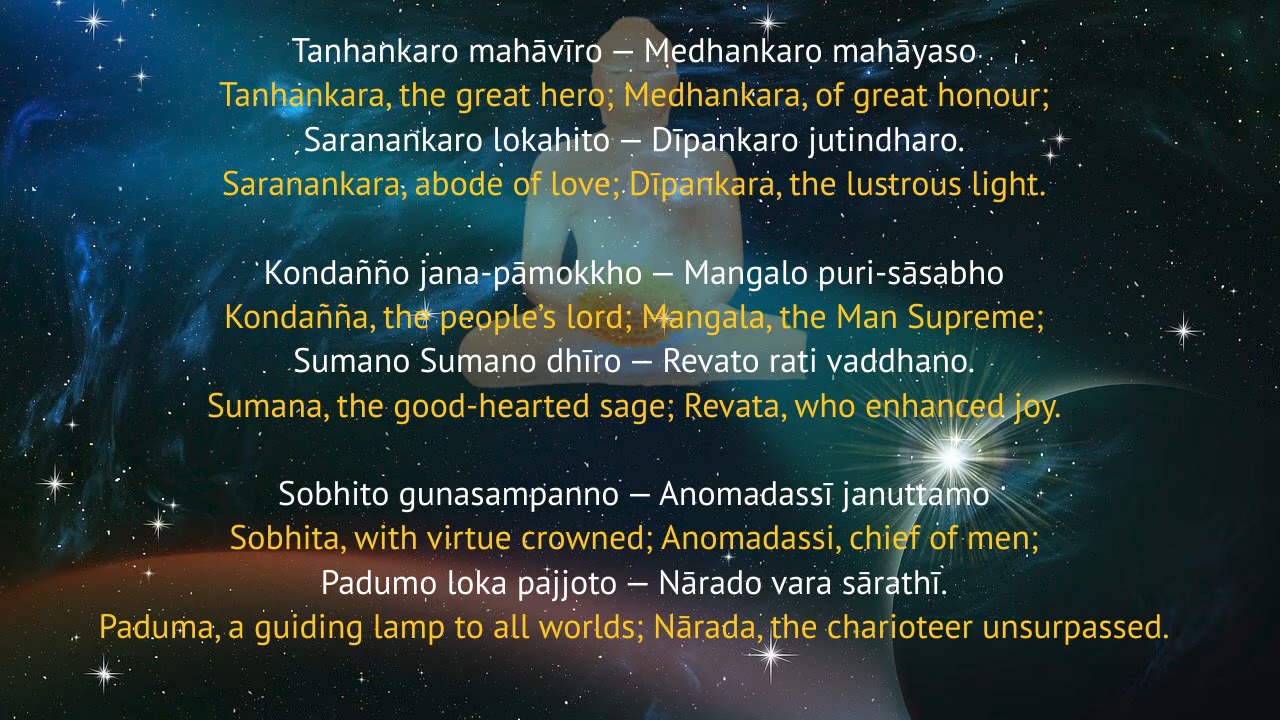 Tanhankaro mahāvīro — Medhankaro mahāyaso
Tanhankara, the great hero; Medhankara, of great honour;
Saranankaro lokahito — Dīpankaro jutindharo.
Saranankara, abode of love; Dīpankara, the lustrous light.
Kondañño jana-pāmokkho — Mangalo puri-sāsabho
Kondañña, the people’s lord; Mangala, the Man Supreme;
Sumano Sumano dhīro — Revato rati vaddhano.
Sumana, the good-hearted sage; Revata, who enhanced joy.
Sobhito gunasampanno — Anomadassī januttamo
Sobhita, with virtue crowned; Anomadassi, chief of men;
Padumo loka pajjoto — Nārado vara sārathī.
Paduma, a guiding lamp to all worlds; Nārada, the charioteer unsurpassed.